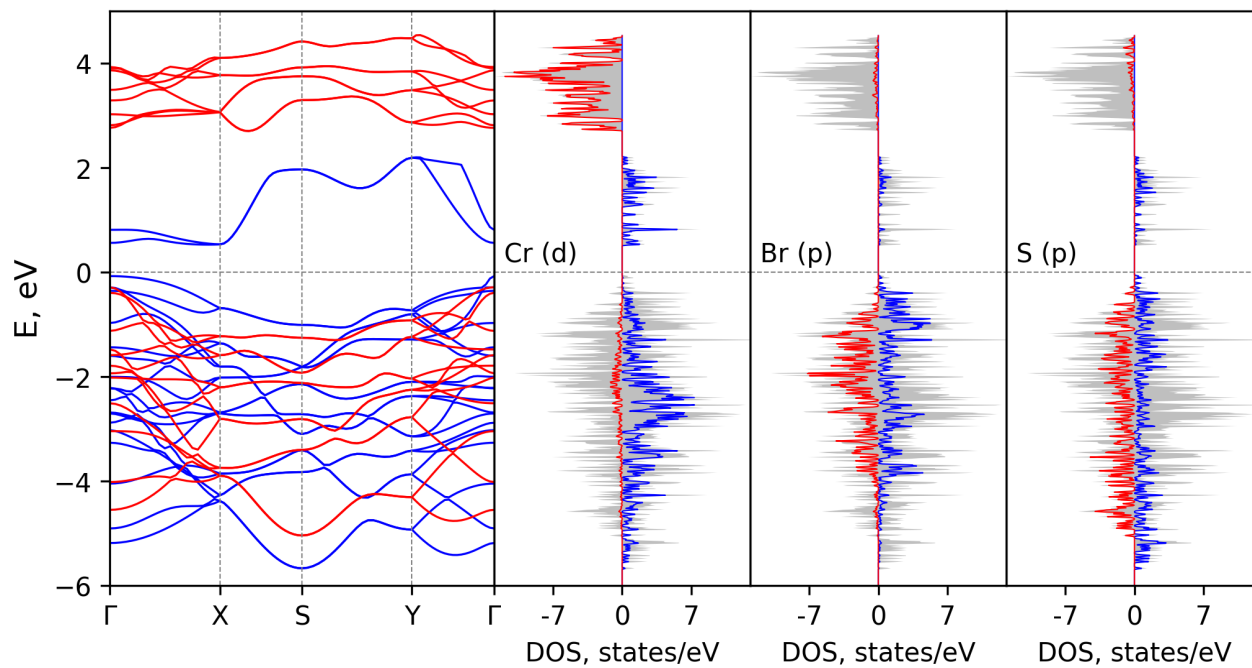 E, eV
4
2
0
−2
−4
−6
Γ X S Y Γ
Cr (d)
-7 0 7
DOS, states/eV
Br (p)
-7 0 7
DOS, states/eV
S (p)
-7 0 7
DOS, states/eV